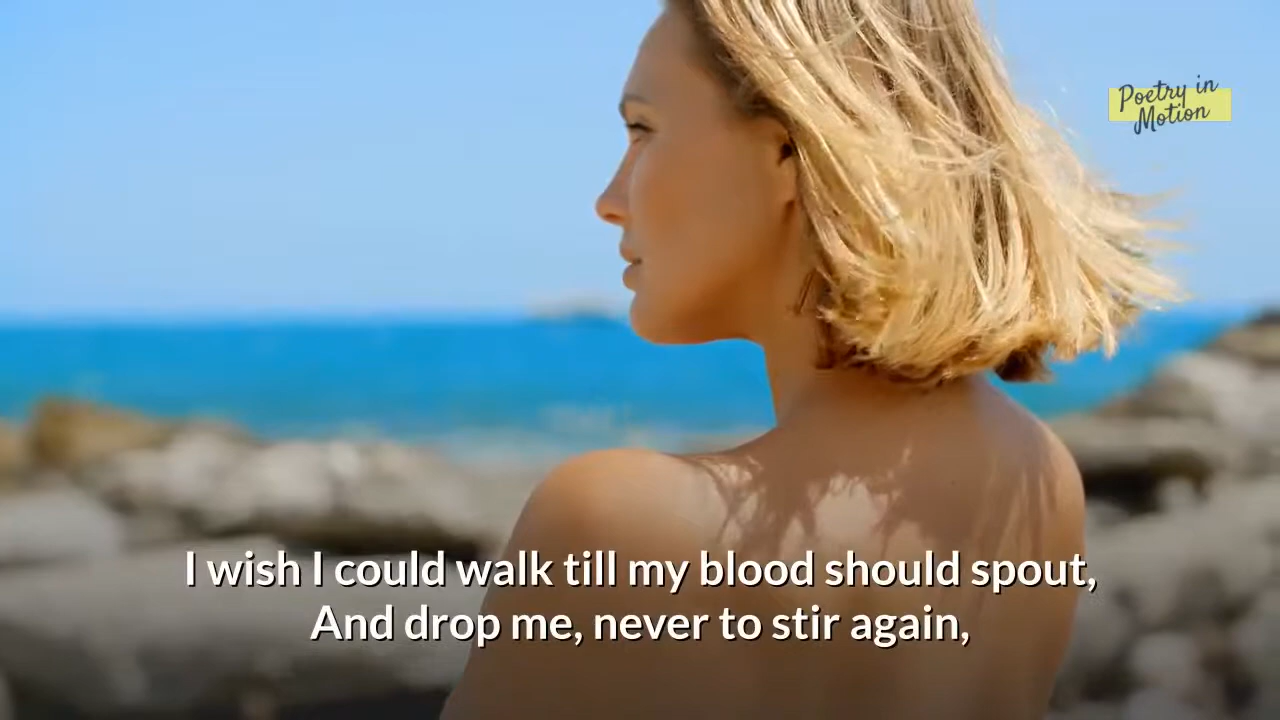 Poetry in
Motion
I wish I could walk till my blood should spout,
And drop me, never to stir again,